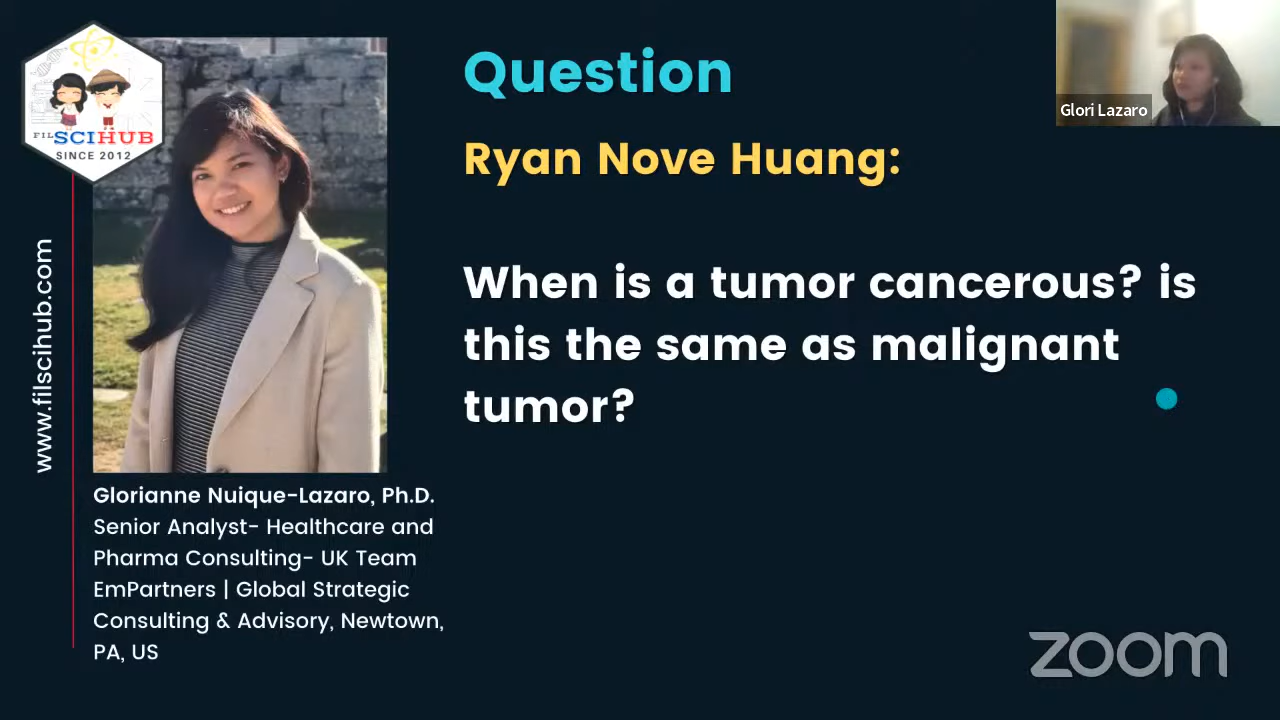 FIL SCIHUB
SINCE 2012
www.filscihub.com
Glorianne Nuique-Lazaro, Ph.D.
Senior Analyst- Healthcare and
Pharma Consulting- UK Team
EmPartners | Global Strategic
Consulting & Advisory, Newtown,
PA, US
Question
Ryan Nove Huang:
When is a tumor cancerous? is
this the same as malignant
tumor?
Glori Lazaro
zoom